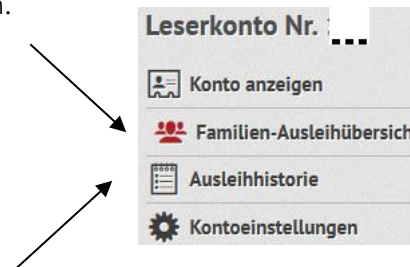 n.
Leserkonto Nr.
Konto anzeigen
Familien-Ausleihübersich
Ausleihhistorie
Kontoeinstellungen